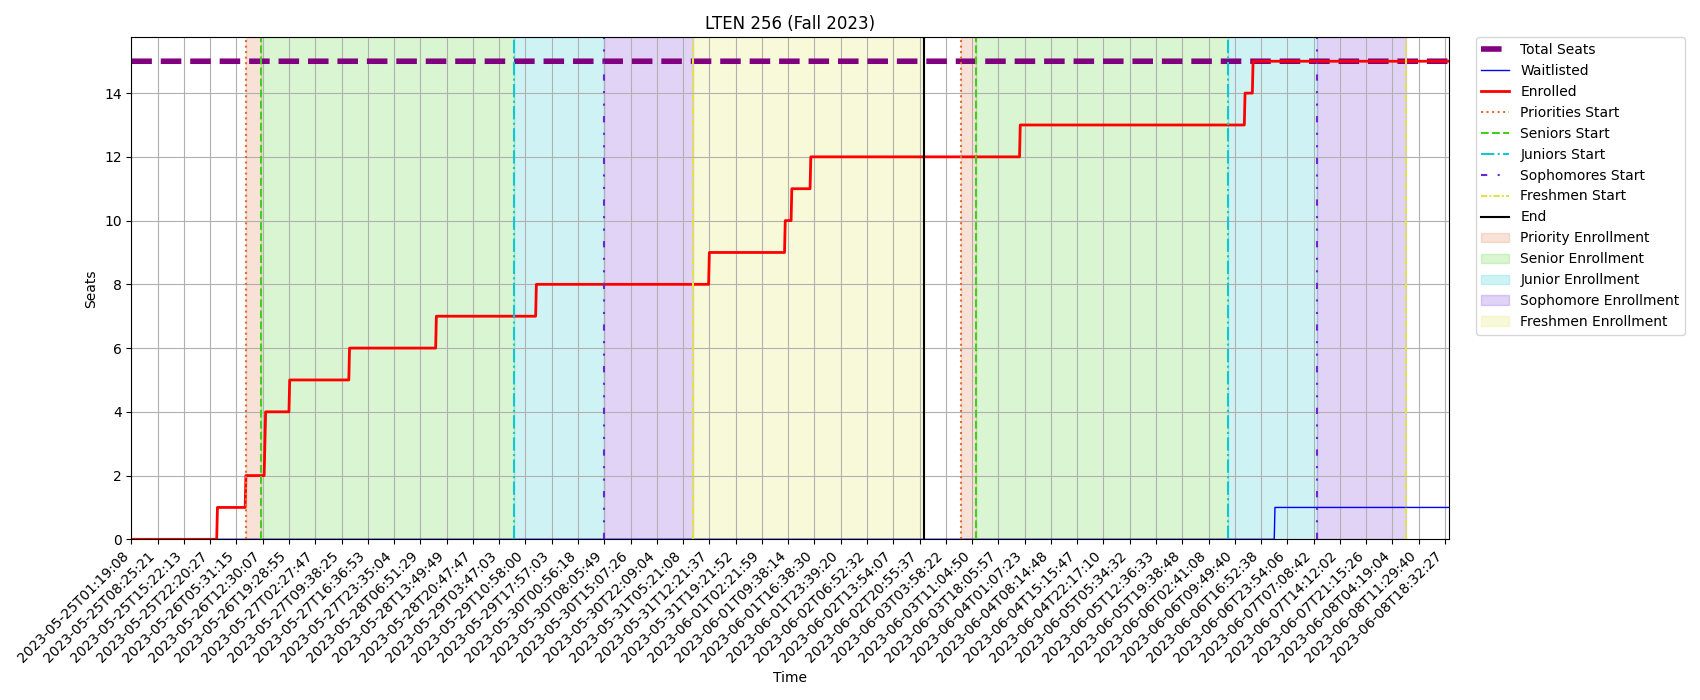 LTEN 256 (Fall 2023)
Seats
14
12
10
8
6
4
2
0
2023-05-25T01:19:08
2023-05-25T08:25:21
2023-05-25T15:22:13
2023-05-25T22:20:27
2023-05-26T05:31:15
2023-05-26T12:30:07
2023-05-26T19:28:55
2023-05-27T02:27:47
2023-05-27T09:38:25
2023-05-27T16:36:53
2023-05-27T23:35:04
2023-05-28T06:51:29
2023-05-28T13:49:49
2023-05-28T20:47:47
2023-05-29T03:47:03
2023-05-29T10:58:00
2023-05-29T17:57:03
2023-05-30T00:56:18
2023-05-30T08:05:49
2023-05-30T15:07:26
2023-05-30T22:09:04
2023-05-31T05:21:08
2023-05-31T12:21:37
2023-05-31T19:21:52
2023-06-01T02:21:59
2023-06-01T09:38:14
2023-06-01T16:38:30
2023-06-01T23:39:20
2023-06-02T06:52:32
2023-06-02T13:54:07
2023-06-02T20:55:37
2023-06-03T03:58:22
2023-06-03T11:04:50
2023-06-03T18:05:57
2023-06-04T01:07:23
2023-06-04T08:14:48
2023-06-04T15:15:47
2023-06-04T22:17:10
2023-06-05T05:34:32
2023-06-05T12:36:33
2023-06-05T19:38:48
2023-06-06T02:41:08
2023-06-06T09:49:40
2023-06-06T16:52:38
2023-06-06T23:54:06
2023-06-07T07:08:42
2023-06-07T14:12:02
2023-06-07T21:15:26
2023-06-08T04:19:04
2023-06-08T11:29:40
2023-06-08T18:32:27
Time
Total Seats
Waitlisted
Enrolled
Priorities Start
Seniors Start
Juniors Start
Sophomores Start
Freshmen Start
End
Priority Enrollment
Senior Enrollment
Junior Enrollment
Sophomore Enrollment
Freshmen Enrollment